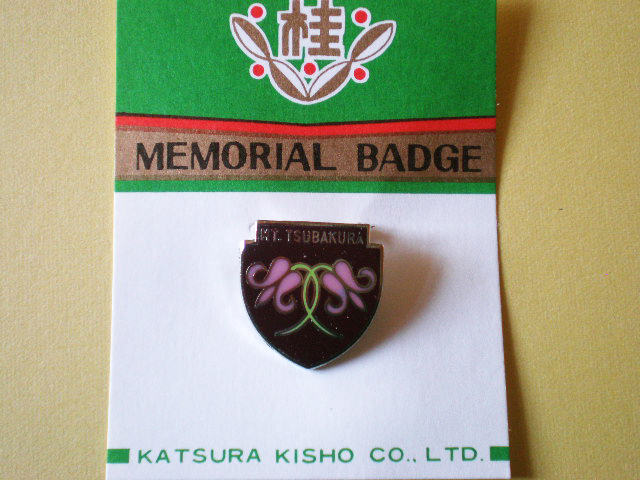 桂
MEMORIAL BADGE
MT. TSUBAKURA
KATSURA KISHO CO., LTD.